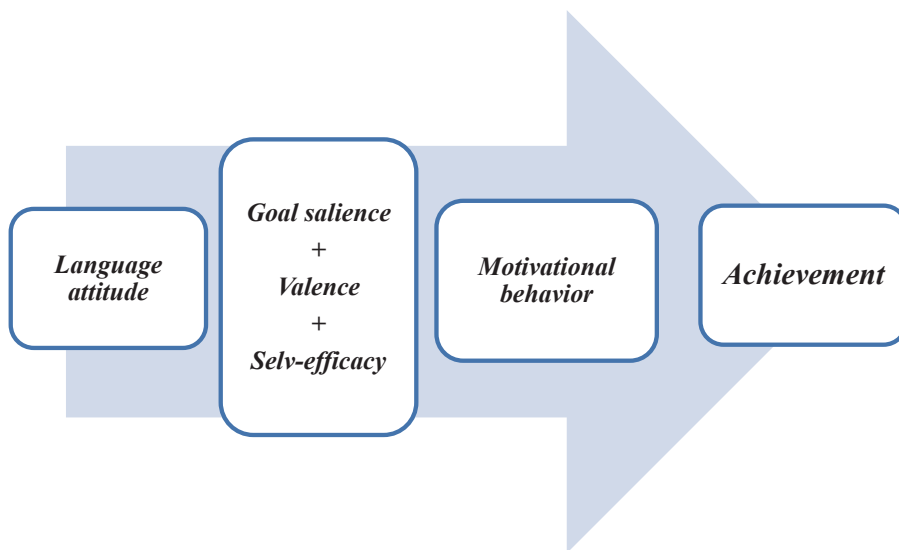 Language
attitude
Goal salience
+
Valence
+
Selv-efficacy
Motivational
behavior
Achievement